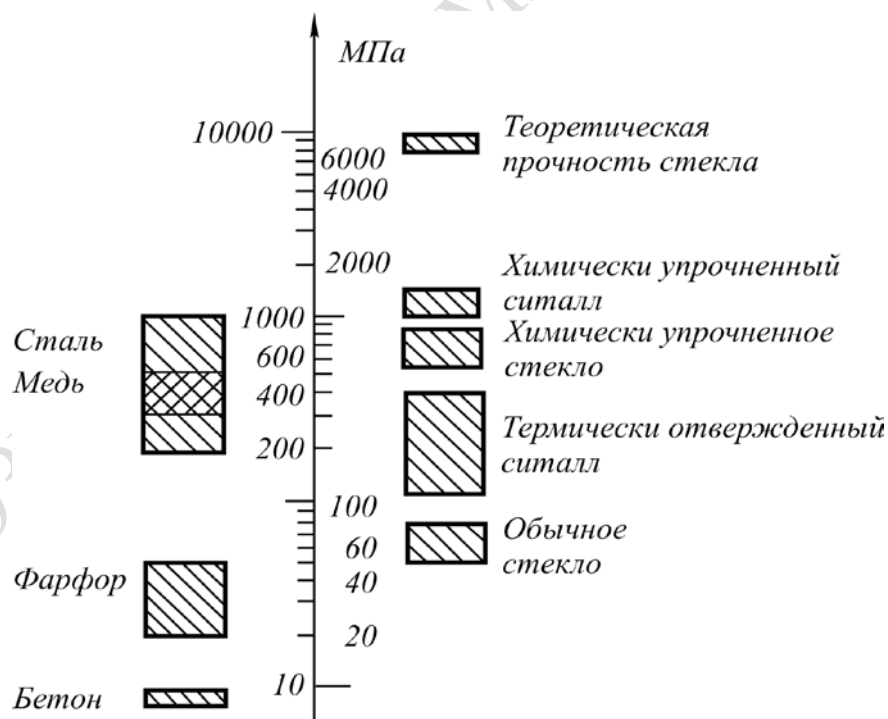 МПа
10000
6000
4000
2000
1000
600
400
200
100
60
40
20
10
Теоретическая
прочность стекла
Химически упрочненный
ситалл
Химически упрочненное
стекло
Термически отвержденный
ситалл
Обычное
стекло
Сталь
Медь
Фарфор
Бетон